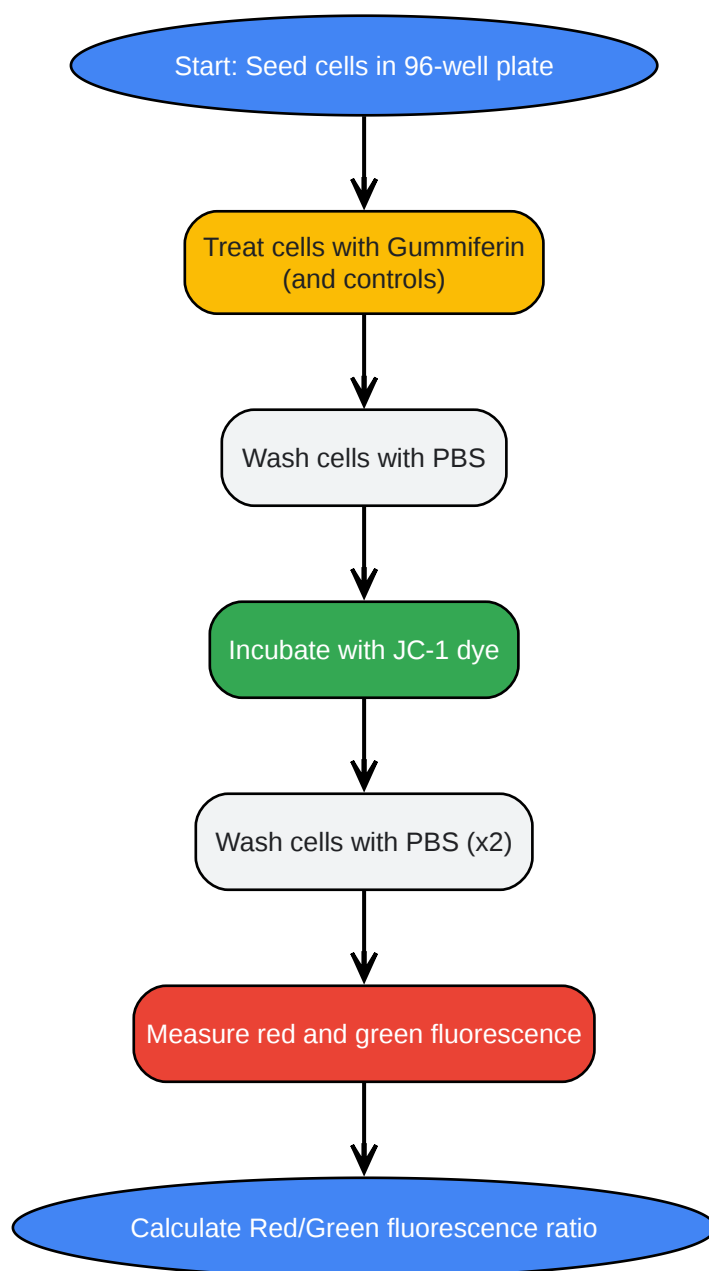 Start: Seed cells in 96-well plate
Treat cells with Gummiferin
(and controls)
Wash cells with PBS
Incubate with JC-1 dye
Wash cells with PBS (x2)
Measure red and green fluorescence
Calculate Red/Green fluorescence ratio